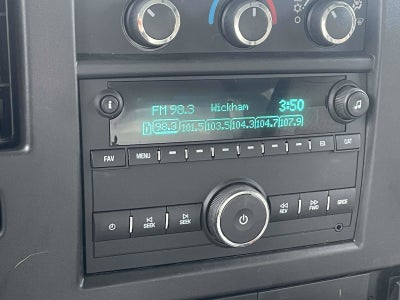 FM 98.3 Wickham 3:50
98.3 101.5 103.5 104.3 104.7 107.9
FAV MENU CAT
SEEK SEEK REV FWD SRCE